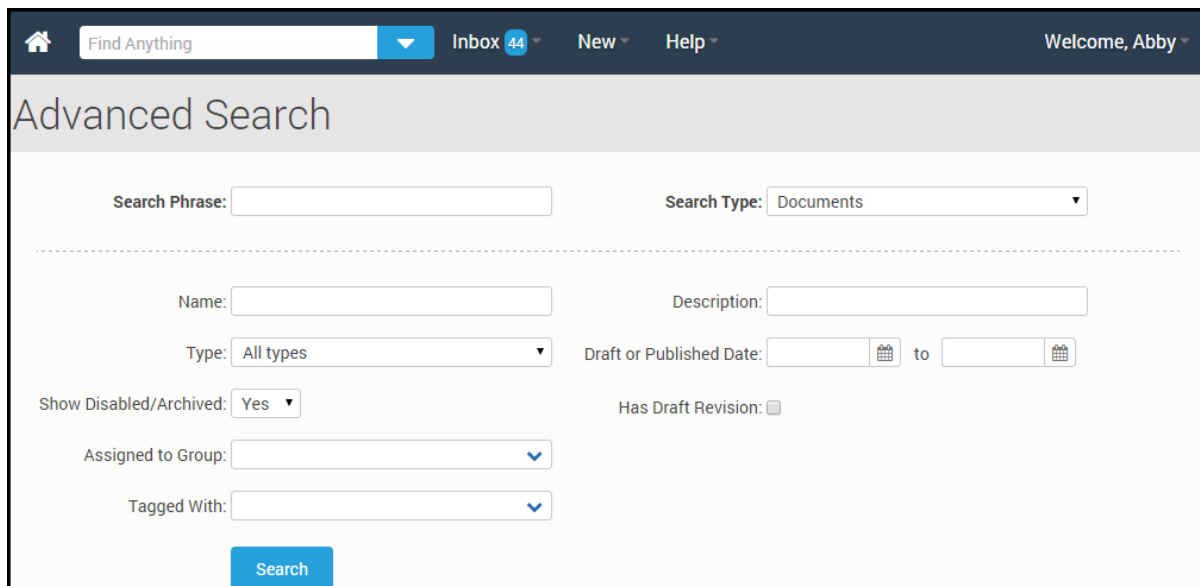 Find Anything Inbox 44 New Help Welcome, Abby
Advanced Search
Search Phrase: Search Type: Documents
Name: Description:
Type: All types Draft or Published Date: to
Show Disabled/Archived: Yes Has Draft Revision:
Assigned to Group:
Tagged With:
Search